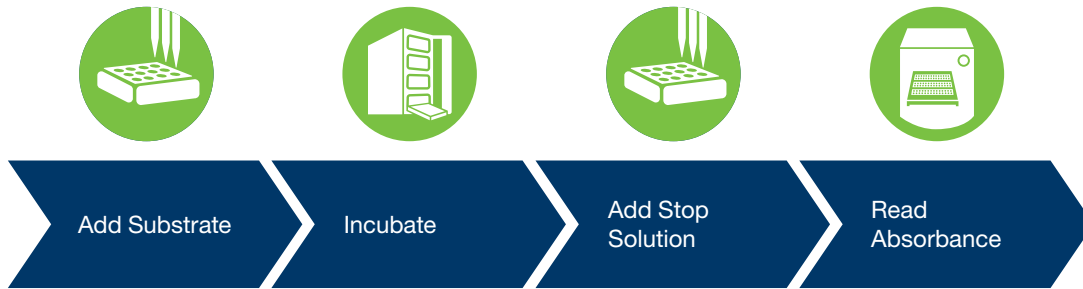 Add Substrate
Incubate
Add Stop
Solution
Read
Absorbance